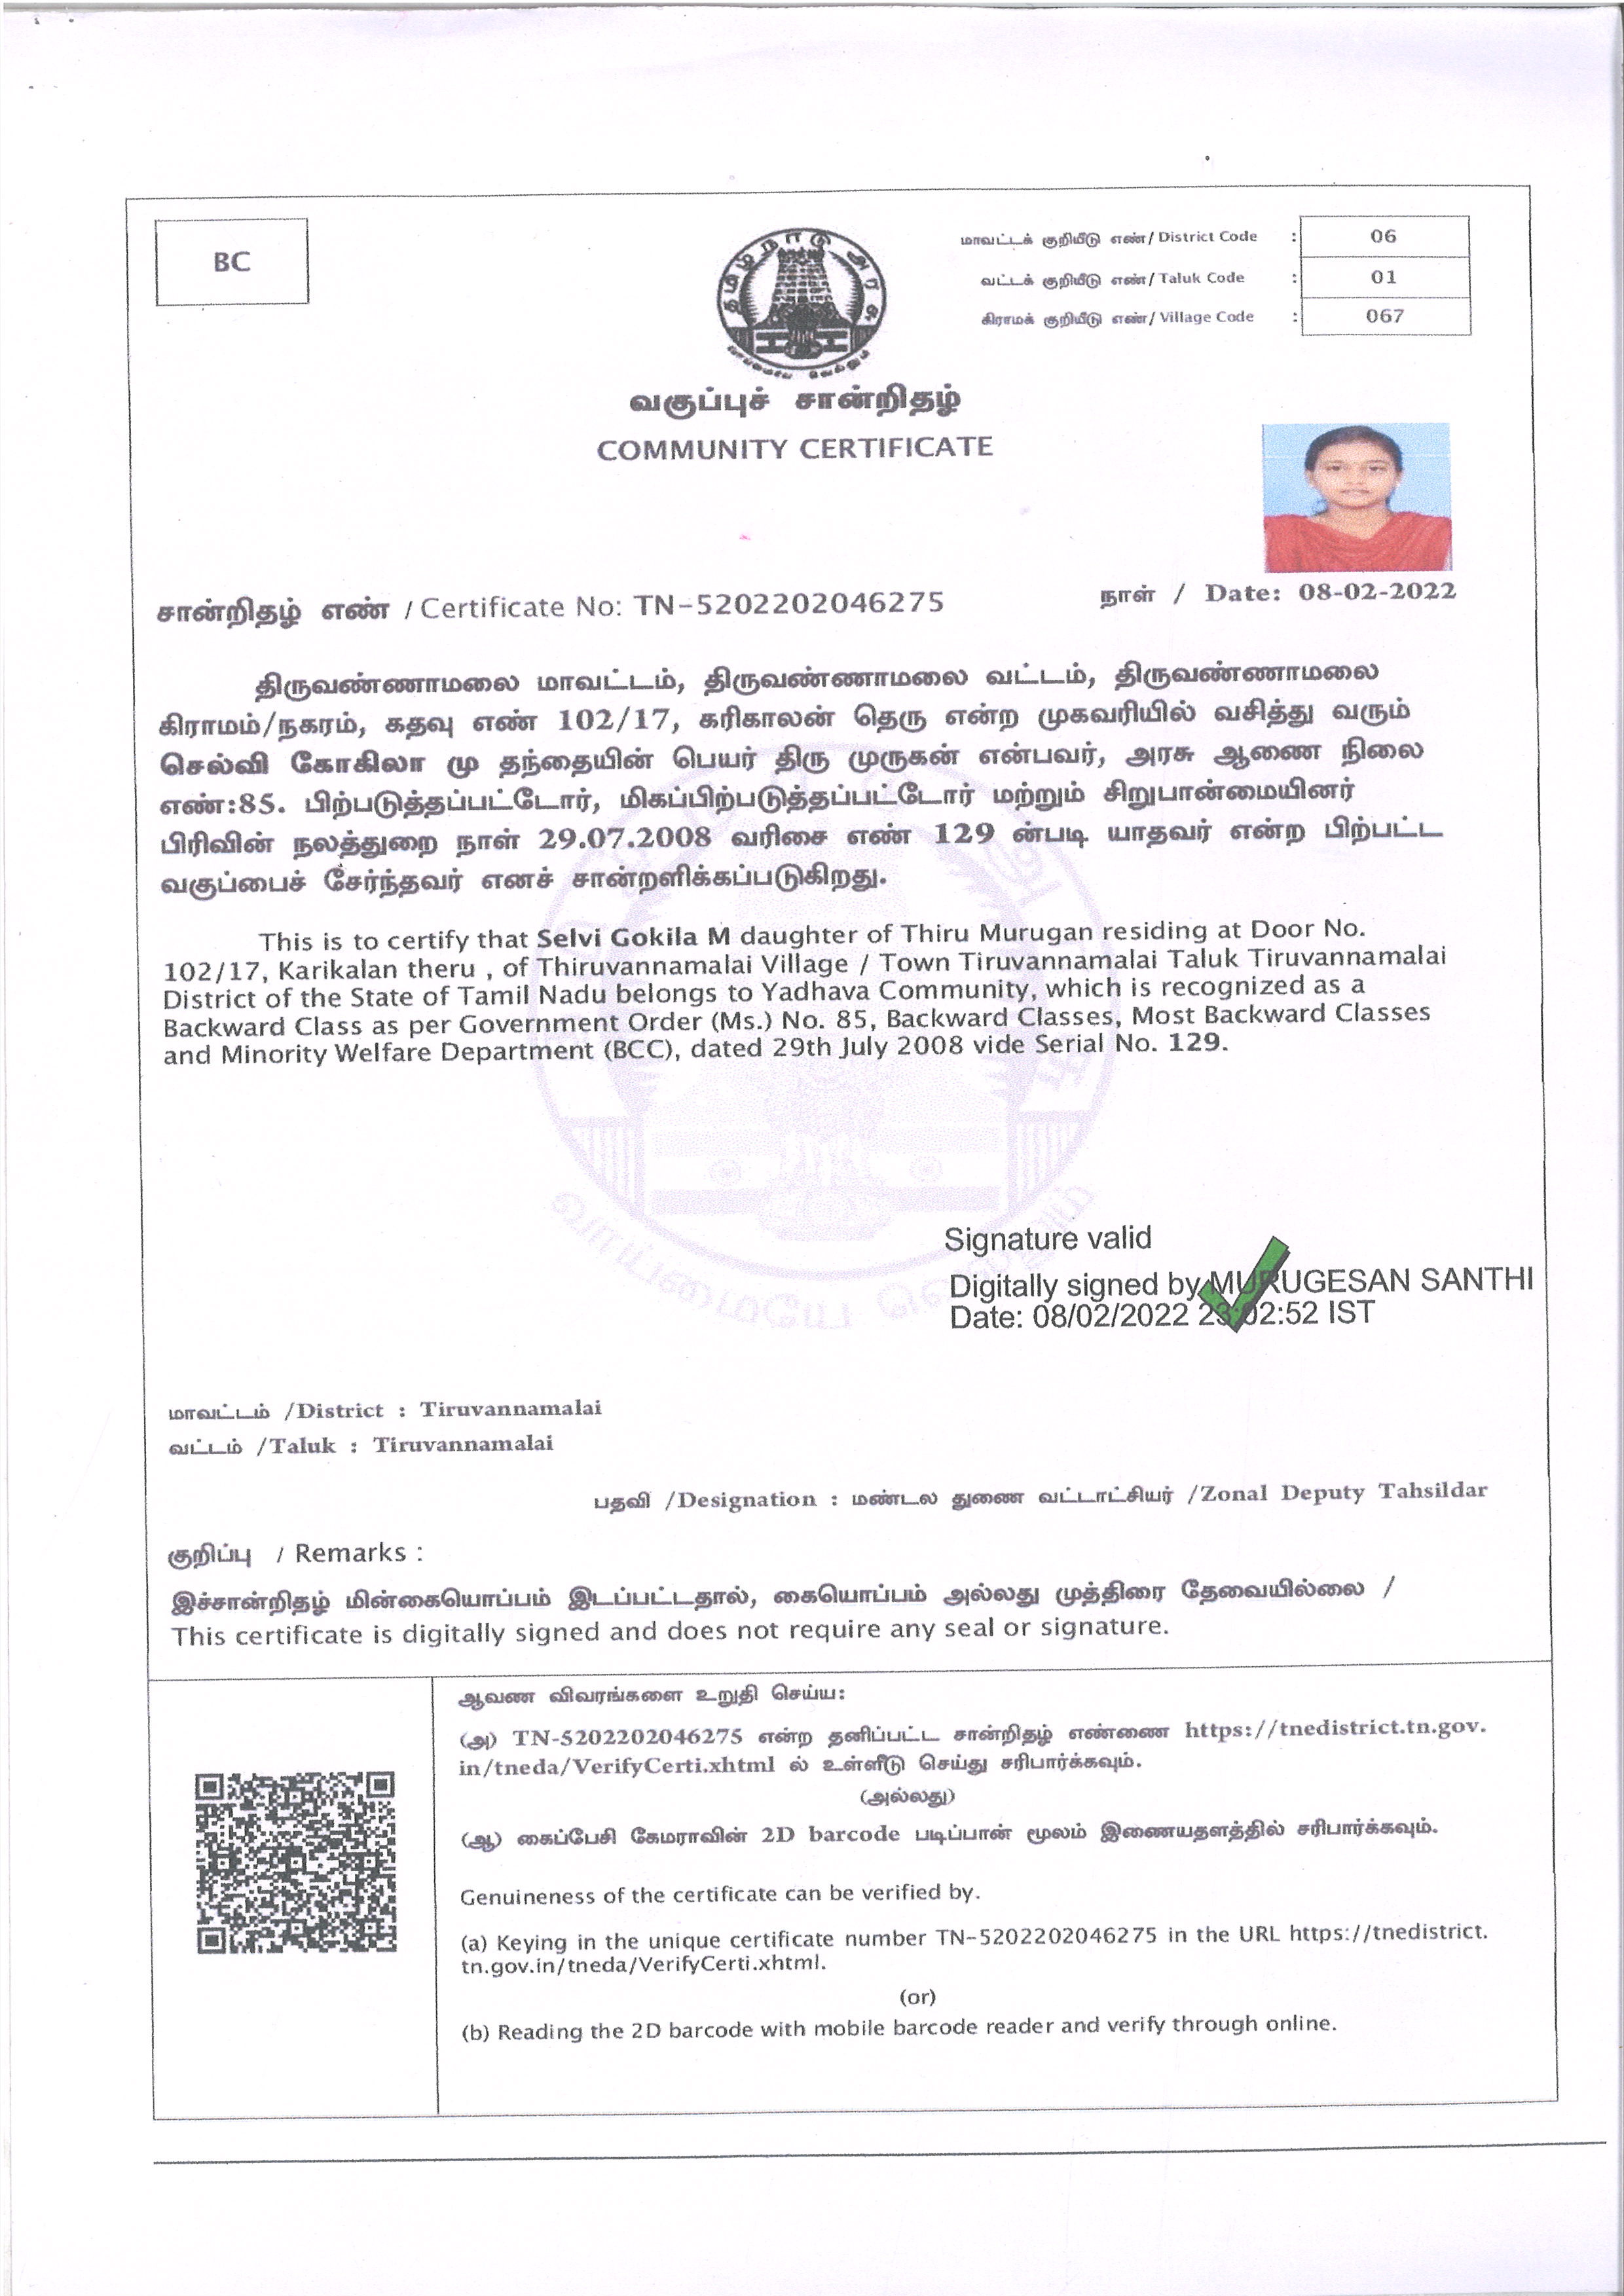 BC
தமிழ்நாடு அரசு
வாய்மையே வெல்லும்
மாவட்டக் குறியீடு எண்/ District Code : 06
வட்டக் குறியீடு எண்/ Taluk Code : 01
கிராமக் குறியீடு எண்/ Village Code : 067
வகுப்புச் சான்றிதழ்
COMMUNITY CERTIFICATE
சான்றிதழ் எண் / Certificate No: TN-5202202046275
நாள் / Date: 08-02-2022
திருவண்ணாமலை மாவட்டம், திருவண்ணாமலை வட்டம், திருவண்ணாமலை
கிராமம்/நகரம், கதவு எண் 102/17, கரிகாலன் தெரு என்ற முகவரியில் வசித்து வரும்
செல்வி கோகிலா மு தந்தையின் பெயர் திரு முருகன் என்பவர், அரசு ஆணை நிலை
எண்:85. பிற்படுத்தப்பட்டோர், மிகப்பிற்படுத்தப்பட்டோர் மற்றும் சிறுபான்மையினர்
பிரிவின் நலத்துறை நாள் 29.07.2008 வரிசை எண் 129 ன்படி யாதவர் என்ற பிற்பட்ட
வகுப்பைச் சேர்ந்தவர் எனச் சான்றளிக்கப்படுகிறது.
This is to certify that Selvi Gokila M daughter of Thiru Murugan residing at Door No.
102/17, Karikalan theru , of Thiruvannamalai Village / Town Tiruvannamalai Taluk Tiruvannamalai
District of the State of Tamil Nadu belongs to Yadhava Community, which is recognized as a
Backward Class as per Government Order (Ms.) No. 85, Backward Classes, Most Backward Classes
and Minority Welfare Department (BCC), dated 29th July 2008 vide Serial No. 129.
வாய்மையே வெல்லும்
Signature valid
Digitally signed by MURUGESAN SANTHI
Date: 08/02/2022 23:02:52 IST
மாவட்டம் /District : Tiruvannamalai
வட்டம் /Taluk : Tiruvannamalai
பதவி /Designation : மண்டல துணை வட்டாட்சியர் /Zonal Deputy Tahsildar
குறிப்பு / Remarks :
இச்சான்றிதழ் மின்கையொப்பம் இடப்பட்டதால், கையொப்பம் அல்லது முத்திரை தேவையில்லை /
This certificate is digitally signed and does not require any seal or signature.
ஆவண விவரங்களை உறுதி செய்ய:
(அ) TN-5202202046275 என்ற தனிப்பட்ட சான்றிதழ் எண்ணை https://tnedistrict.tn.gov.
in/tneda/VerifyCerti.xhtml ல் உள்ளீடு செய்து சரிபார்க்கவும்.
(அல்லது)
(ஆ) கைப்பேசி கேமராவின் 2D barcode படிப்பான் மூலம் இணையதளத்தில் சரிபார்க்கவும்.
Genuineness of the certificate can be verified by.
(a) Keying in the unique certificate number TN-5202202046275 in the URL https://tnedistrict.
tn.gov.in/tneda/VerifyCerti.xhtml.
(or)
(b) Reading the 2D barcode with mobile barcode reader and verify through online.